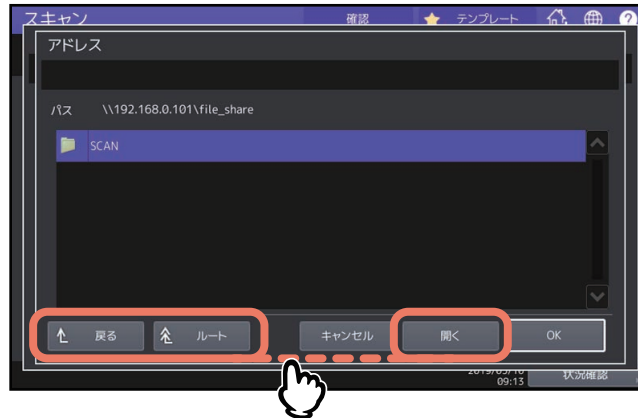 スキャン 確認 テンプレート ?
アドレス
パス \\192.168.0.101\file_share
SCAN
戻る ルート キャンセル 開く OK
09:13 状況確認